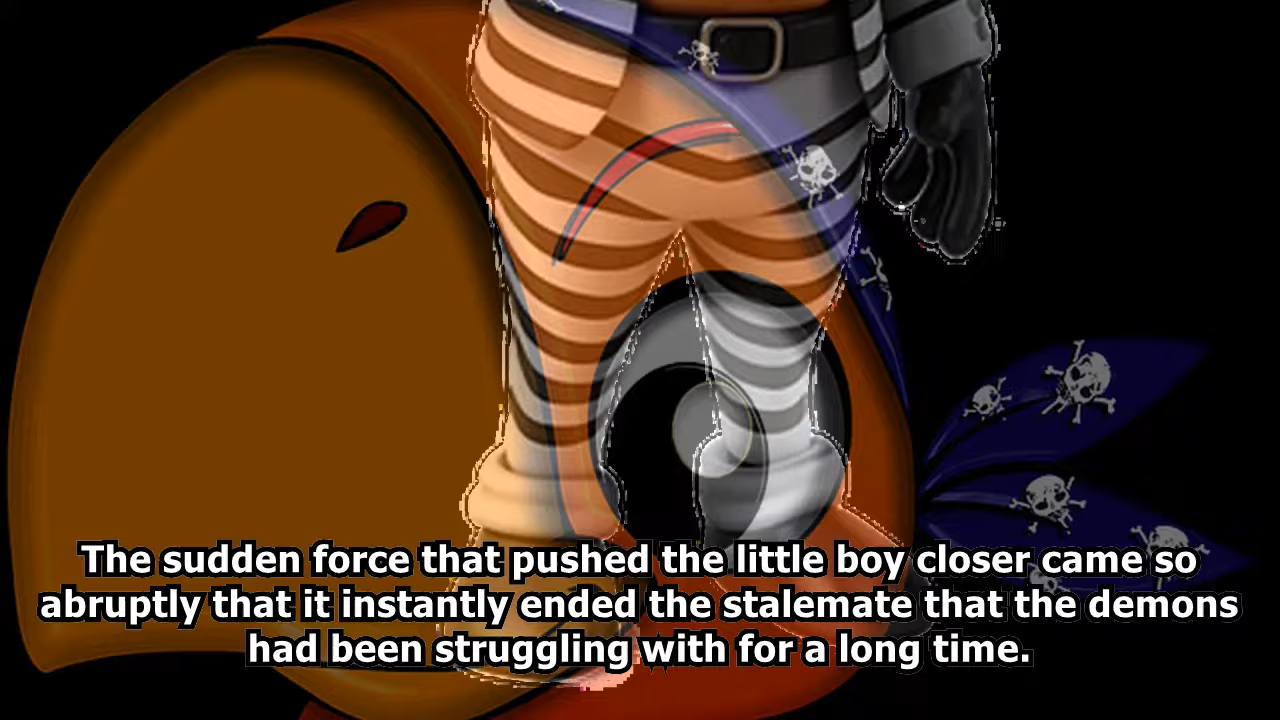 The sudden force that pushed the little boy closer came so
abruptly that it instantly ended the stalemate that the demons
had been struggling with for a long time.